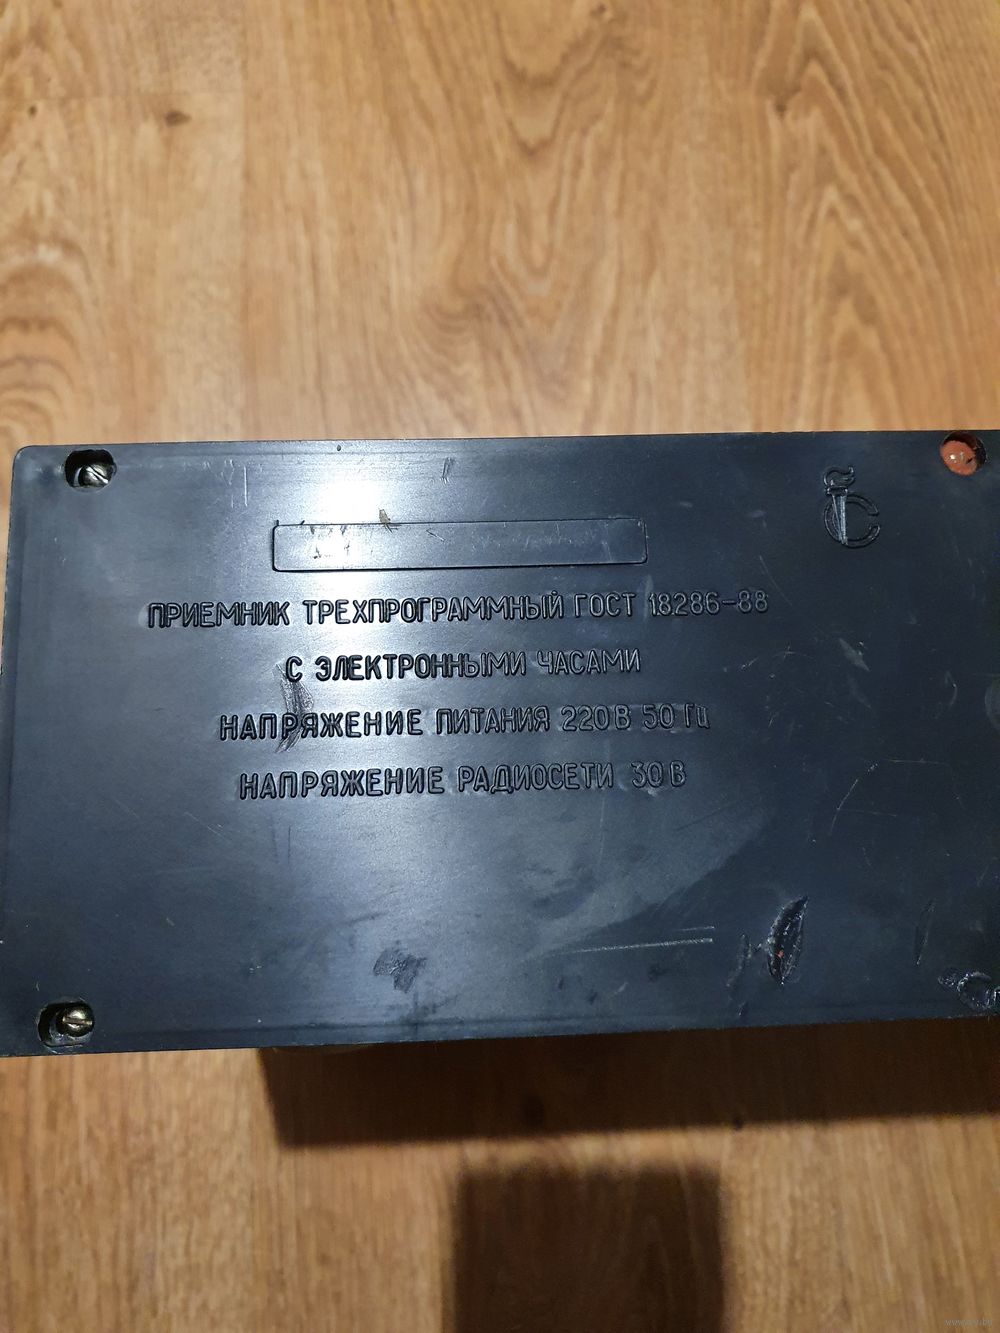 ПРИЕМНИК ТРЕХПРОГРАММНЫЙ ГОСТ 18286-88
С ЭЛЕКТРОННЫМИ ЧАСАМИ
НАПРЯЖЕНИЕ ПИТАНИЯ 220В 50 Гц
НАПРЯЖЕНИЕ РАДИОСЕТИ 30 В